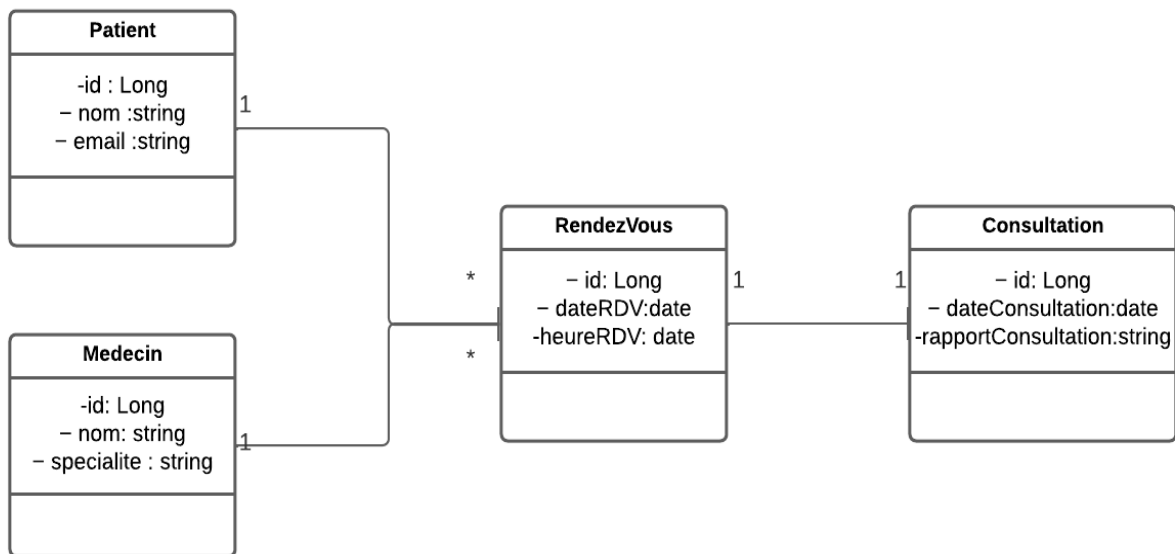 Patient
-id : Long
– nom :string
– email :string
1
*
RendezVous
– id: Long
– dateRDV:date
-heureRDV: date
1
1
Consultation
– id: Long
– dateConsultation:date
-rapportConsultation:string
*
Medecin
-id: Long
– nom: string
– specialite : string
1